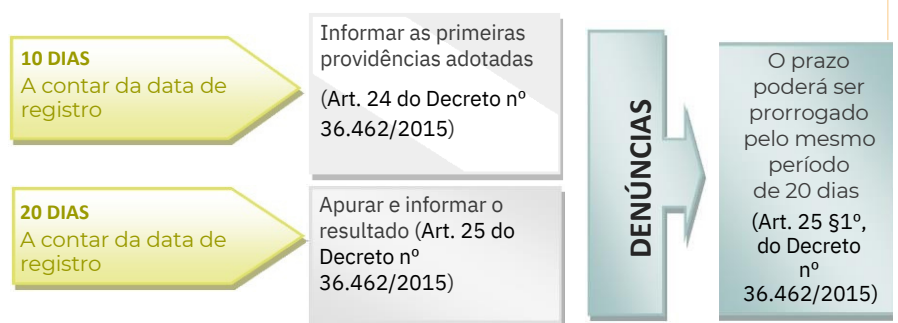 10 DIAS
A contar da data de
registro
Informar as primeiras
providências adotadas
(Art. 24 do Decreto nº
36.462/2015)
20 DIAS
A contar da data de
registro
Apurar e informar o
resultado (Art. 25 do
Decreto nº
36.462/2015)
DENÚNCIAS
O prazo
poderá ser
prorrogado
pelo mesmo
período
de 20 dias
(Art. 25 §1º,
do Decreto
nº
36.462/2015)